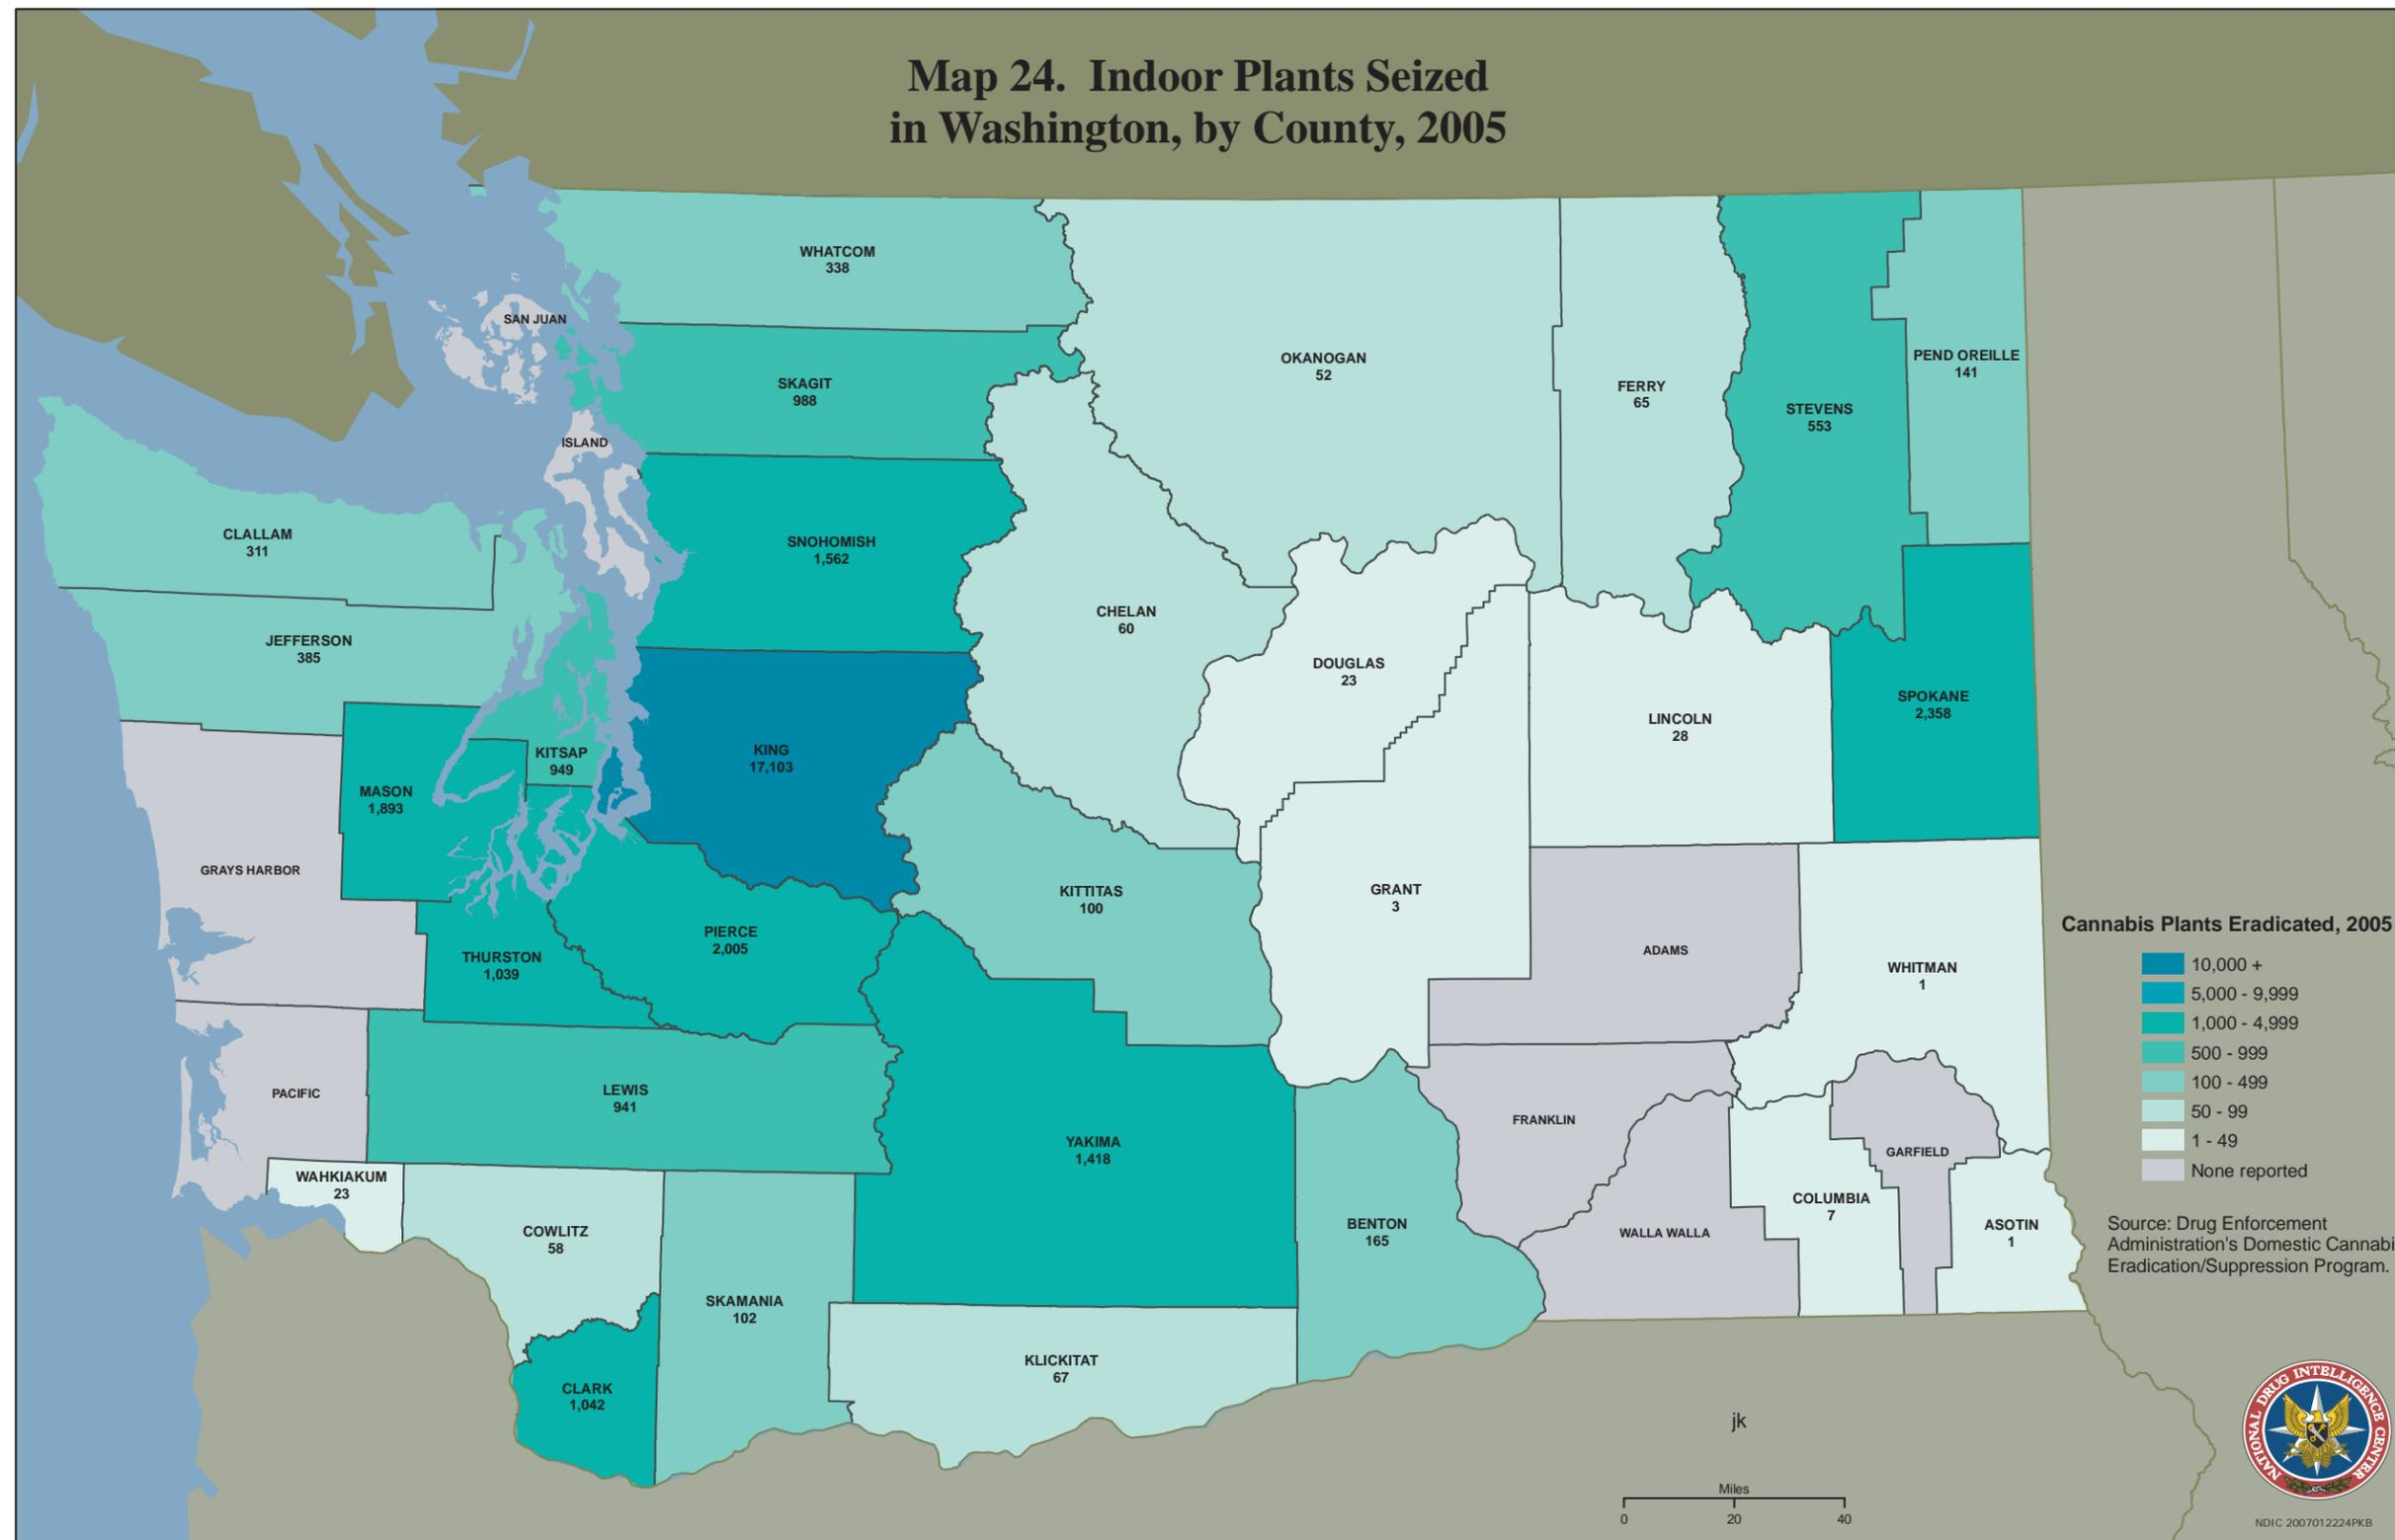 Map 24. Indoor Plants Seized
in Washington, by County, 2005
WHATCOM
338
SAN JUAN
SKAGIT
988
ISLAND
OKANOGAN
52
FERRY
65
STEVENS
553
PEND OREILLE
141
CLALLAM
311
SNOHOMISH
1,562
JEFFERSON
385
CHELAN
60
DOUGLAS
23
LINCOLN
28
SPOKANE
2,358
KITSAP
949
KING
17,103
MASON
1,893
GRAYS HARBOR
KITTITAS
100
GRANT
3
ADAMS
WHITMAN
1
THURSTON
1,039
PIERCE
2,005
PACIFIC
LEWIS
941
YAKIMA
1,418
FRANKLIN
GARFIELD
WAHKIAKUM
23
COWLITZ
58
BENTON
165
WALLA WALLA
COLUMBIA
7
ASOTIN
1
SKAMANIA
102
CLARK
1,042
KLICKITAT
67
Cannabis Plants Eradicated, 2005
10,000 +
5,000 - 9,999
1,000 - 4,999
500 - 999
100 - 499
50 - 99
1 - 49
None reported
Source: Drug Enforcement
Administration's Domestic Cannabi
Eradication/Suppression Program.
jk
Miles
0 20 40
NATIONAL DRUG INTELLIGENCE CENTER
NDIC 2007012224PKB